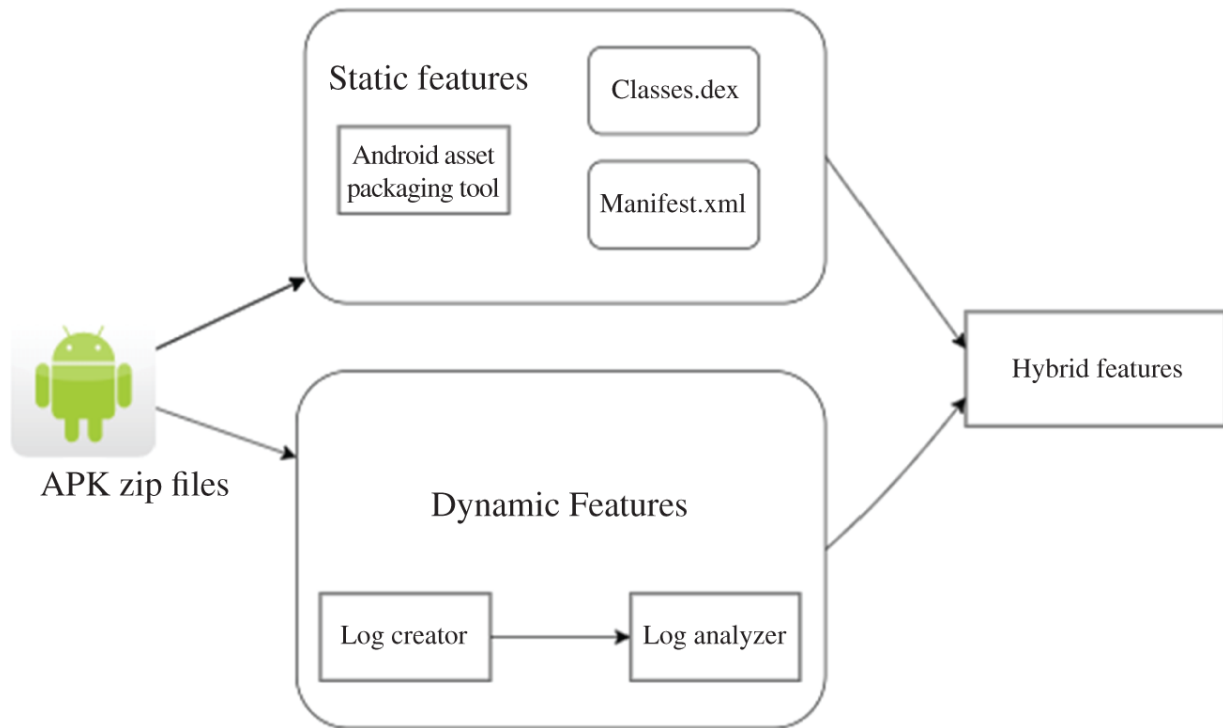 Static features
Classes.dex
Android asset
packaging tool
Manifest.xml
Hybrid features
APK zip files
Dynamic Features
Log creator
Log analyzer